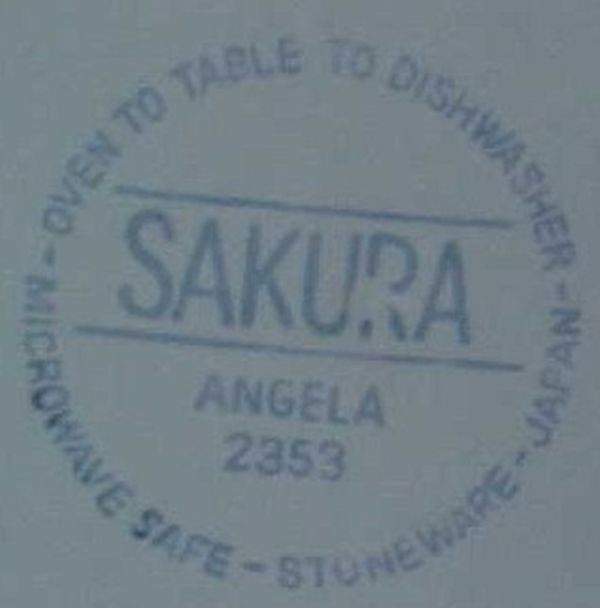 OVEN TO TABLE TO DISHWASHER - JAPAN - STONEWARE - MICROWAVE SAFE -
SAKURA
ANGELA
2353